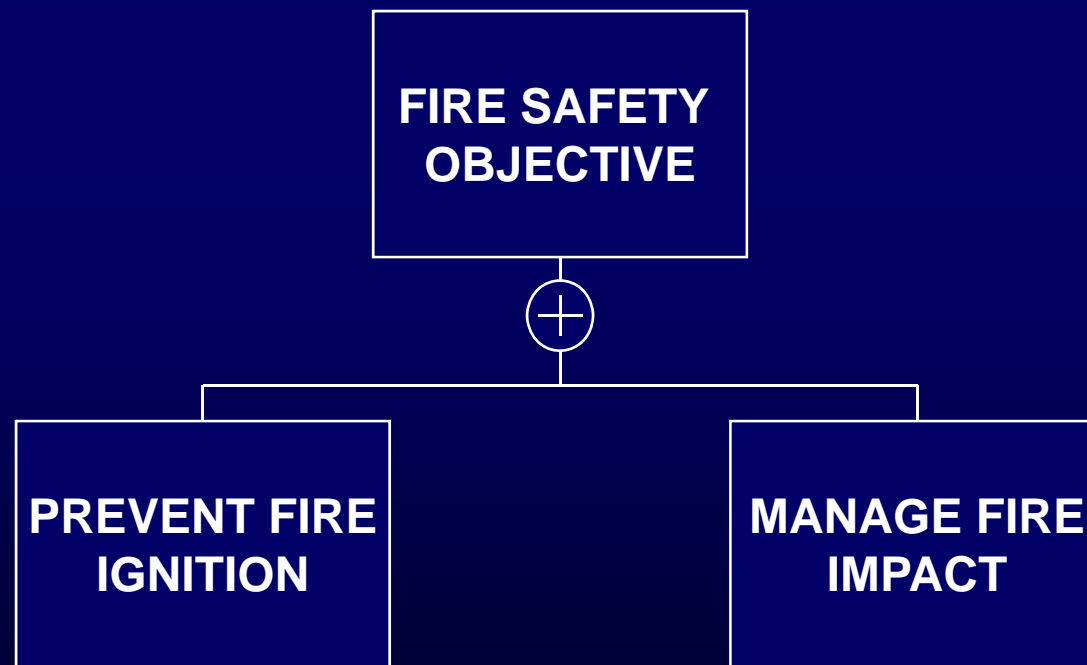 FIRE SAFETY
OBJECTIVE
PREVENT FIRE
IGNITION
MANAGE FIRE
IMPACT